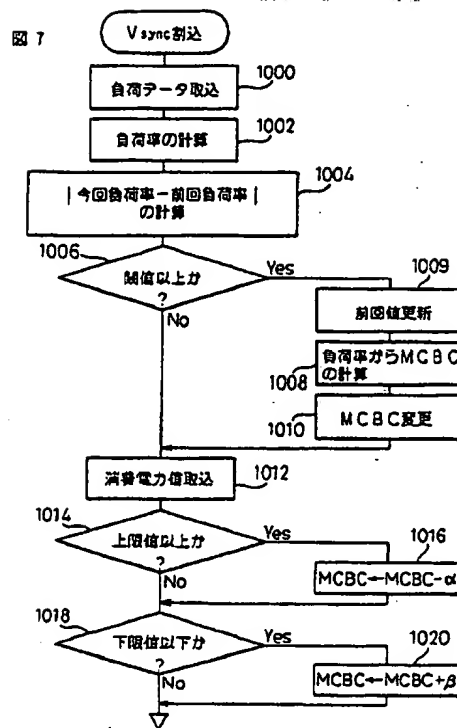 図 7
Vsync割込
1000
負荷データ取込
1002
負荷率の計算
1004
|今回負荷率−前回負荷率|
の計算
1006
閾値以上か
?
Yes
No
1009
前回値更新
1008
負荷率からMCBC
の計算
1010
MCBC変更
1012
消費電力値取込
1014
上限値以上か
?
Yes
No
1016
MCBC←MCBC-α
1018
下限値以下か
?
Yes
No
1020
MCBC←MCBC+β